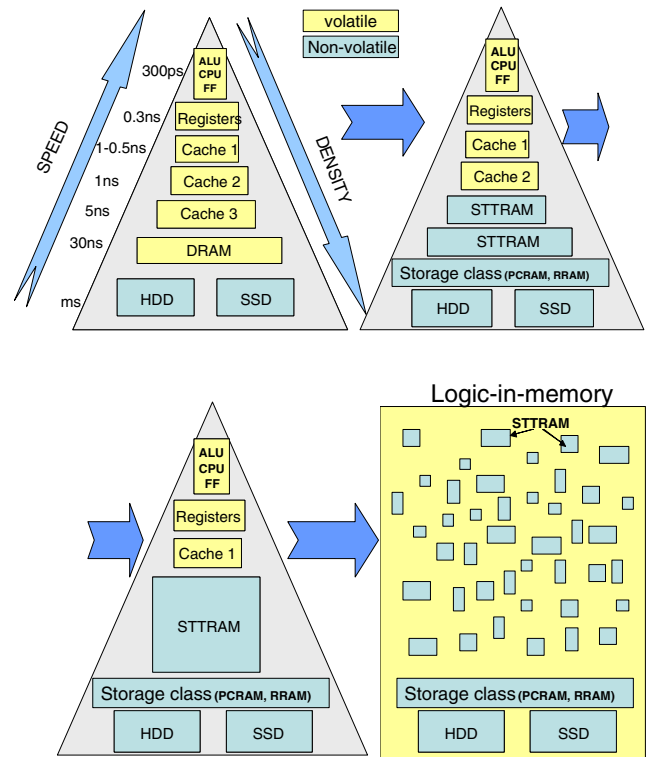 volatile
Non-volatile
SPEED
DENSITY
300ps
0.3ns
1-0.5ns
1ns
5ns
30ns
ms
ALU
CPU
FF
Registers
Cache 1
Cache 2
Cache 3
DRAM
HDD
SSD
ALU
CPU
FF
Registers
Cache 1
Cache 2
STTRAM
STTRAM
Storage class (PCRAM, RRAM)
HDD
SSD
ALU
CPU
FF
Registers
Cache 1
STTRAM
Storage class (PCRAM, RRAM)
HDD
SSD
Logic-in-memory
STTRAM
Storage class (PCRAM, RRAM)
HDD
SSD